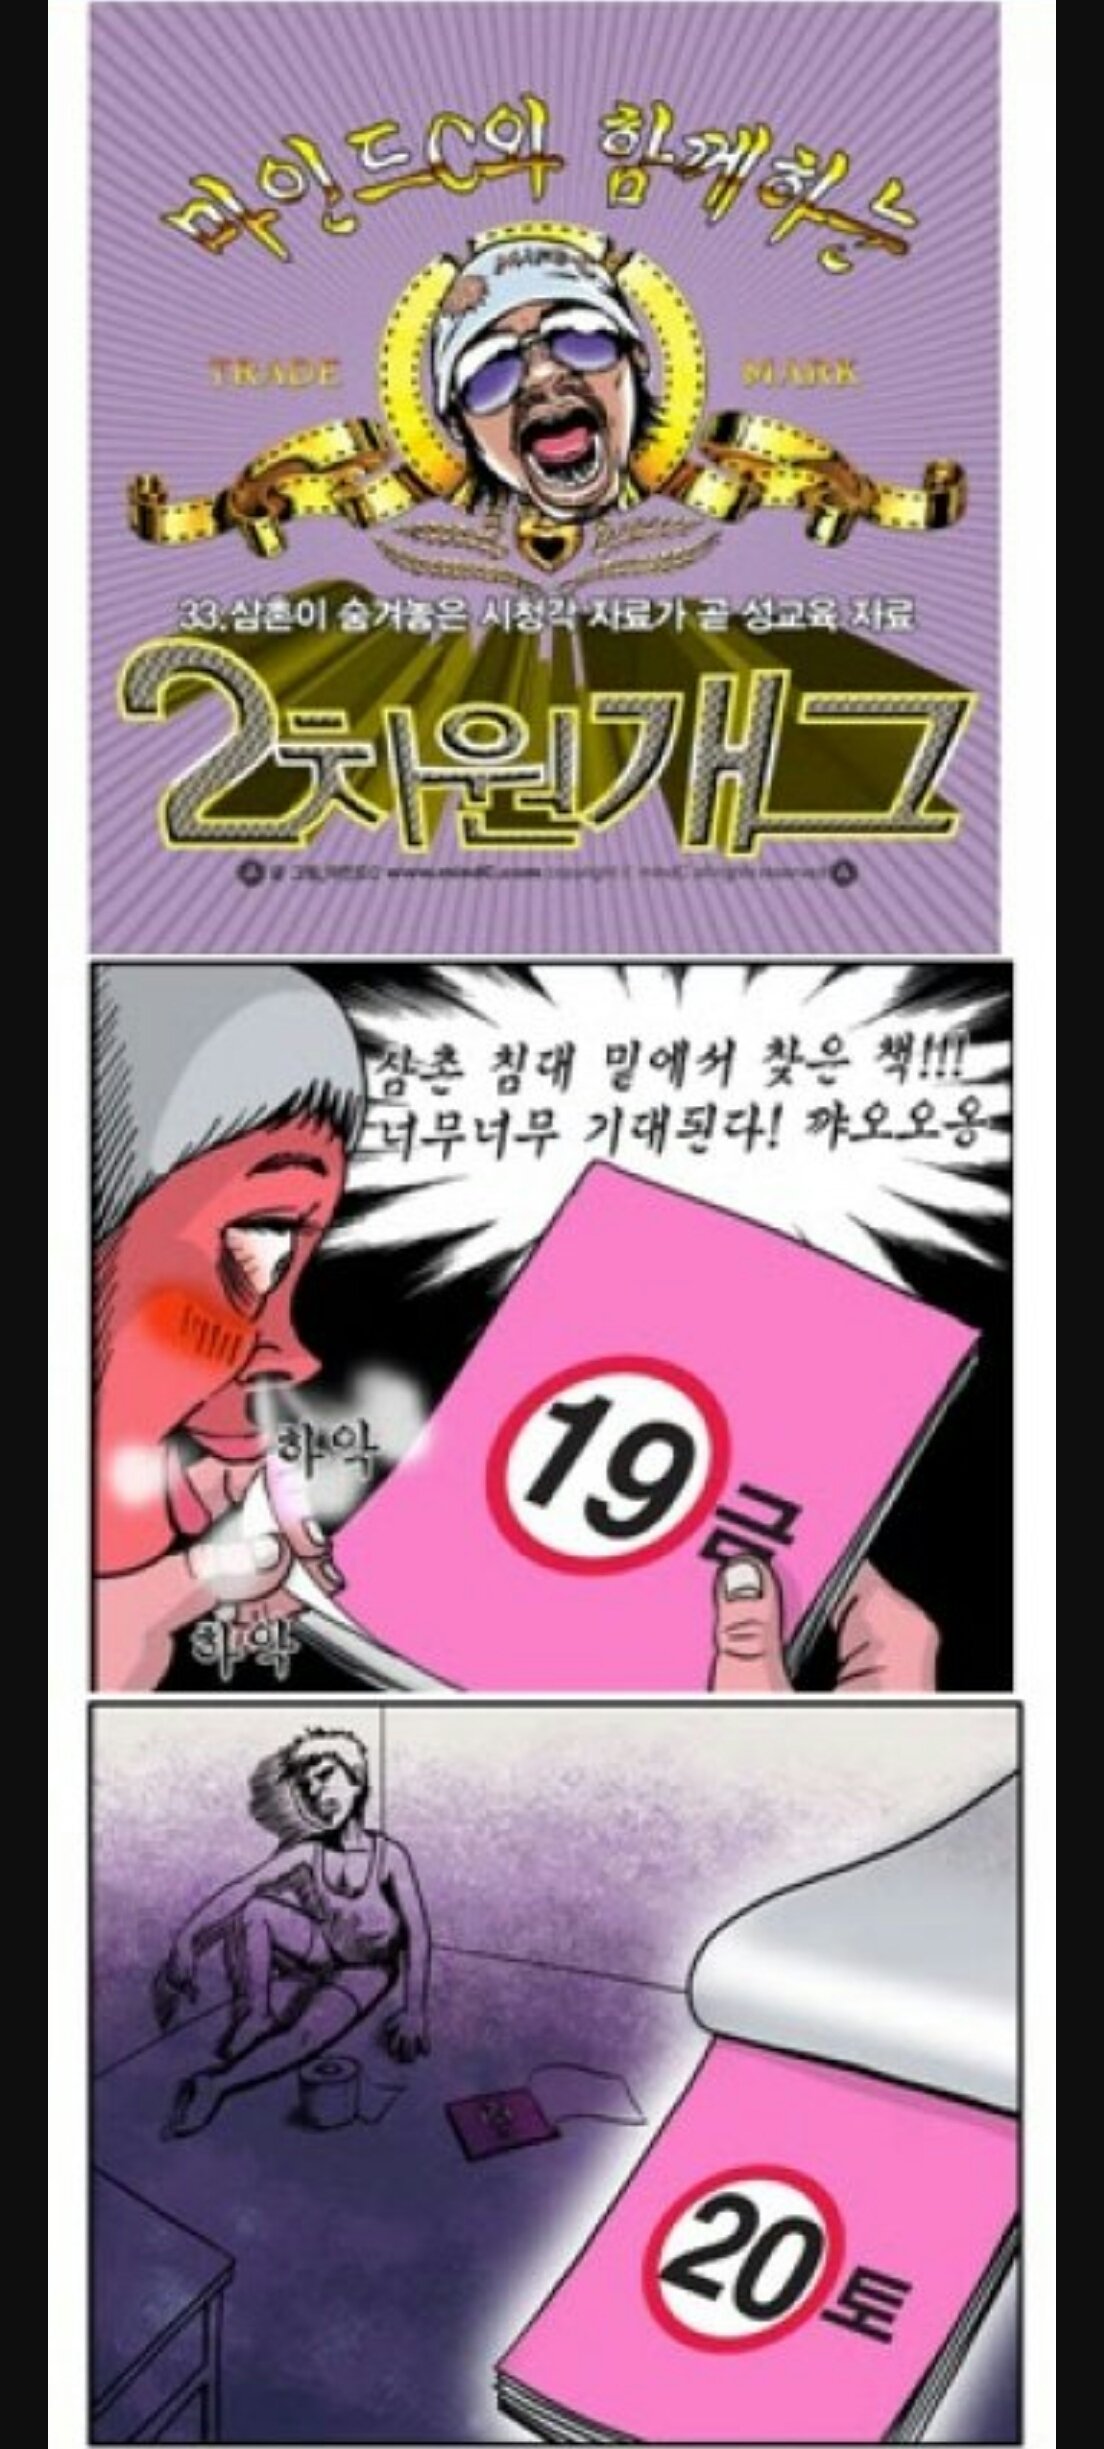 마인드C와 함께하는
TRADE MARK
33.삼촌이 숨겨놓은 시청각 자료가 곧 성교육 자료
2차원개그
www.mindC.com
삼촌 침대 밑에서 찾은 책!!!
너무너무 기대된다! 꺄오오옹
하악
19금
하악
20토